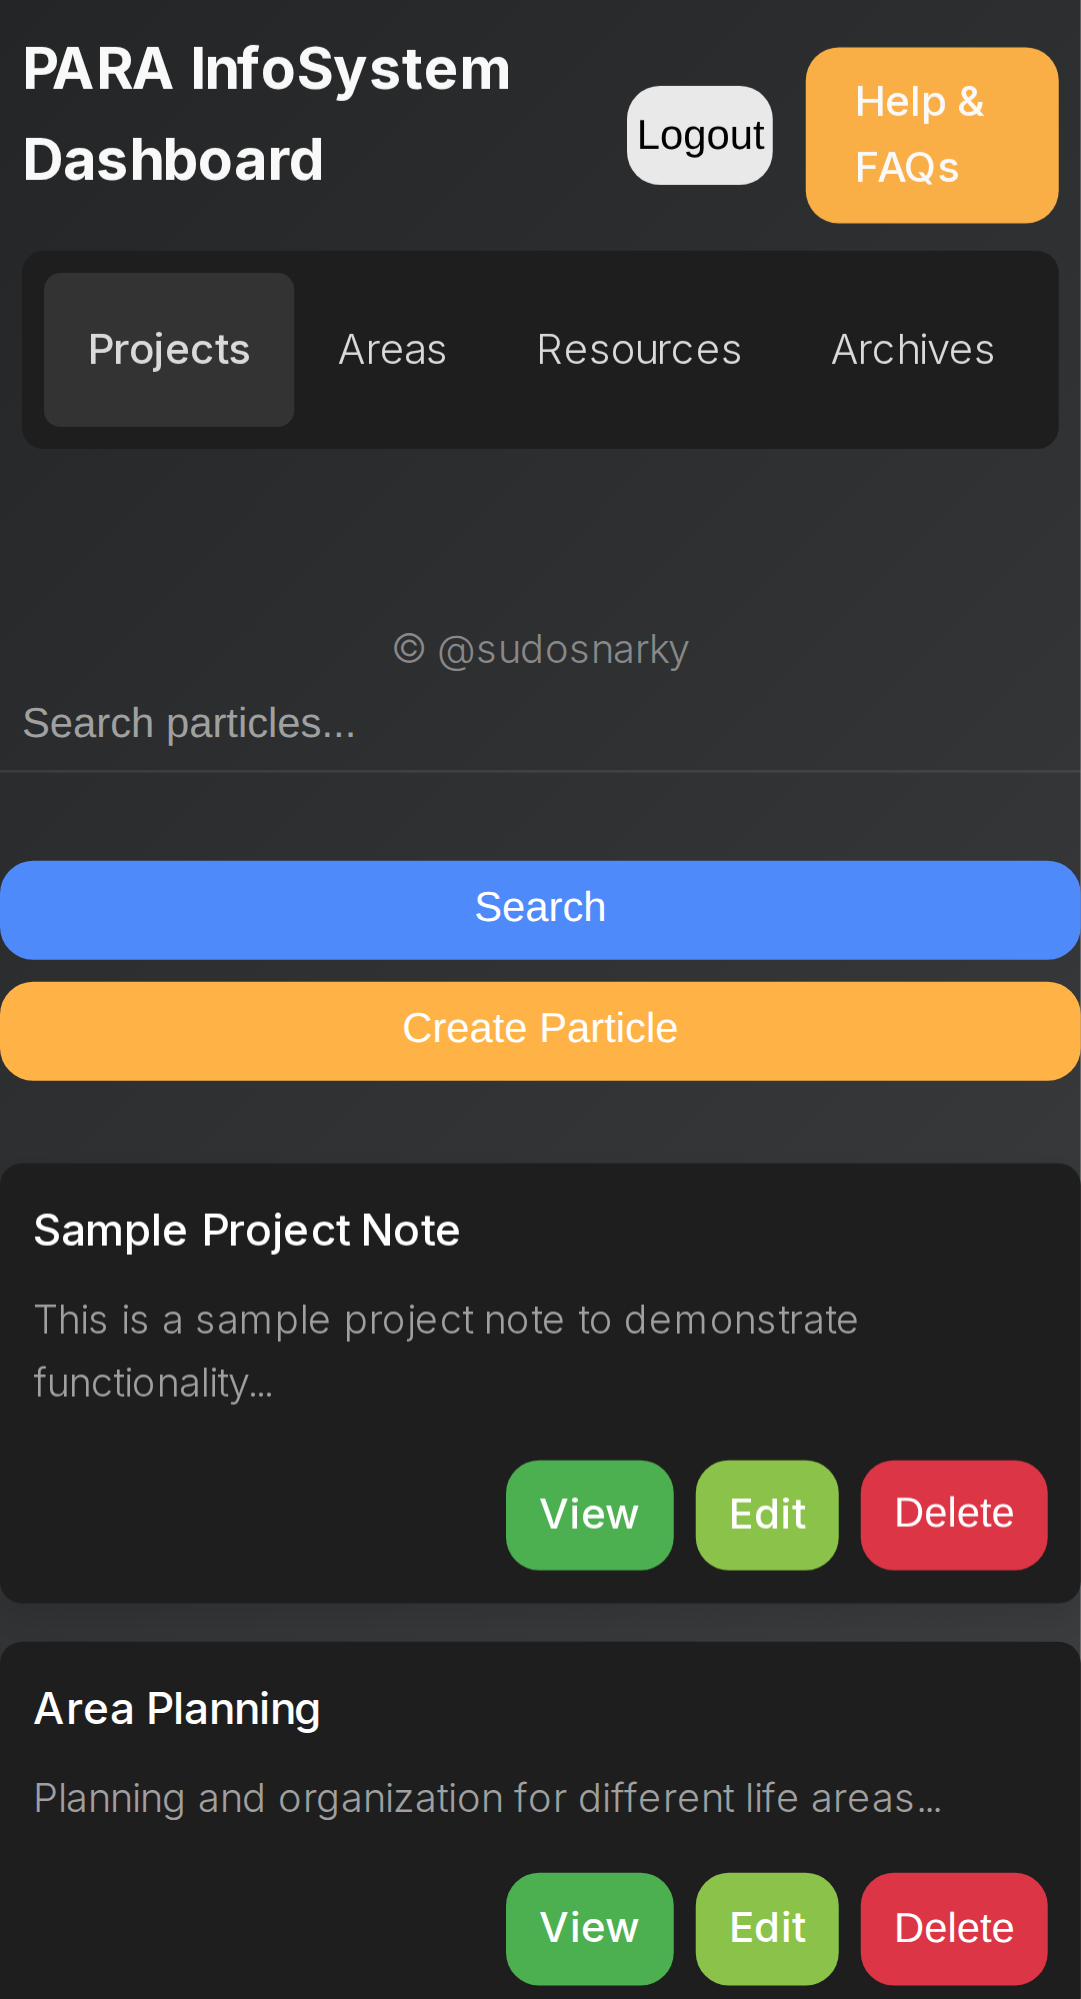 PARA InfoSystem
Dashboard
Logout
Help &
FAQs
Projects
Areas
Resources
Archives
© @sudosnarky
Search particles...
Search
Create Particle
Sample Project Note
This is a sample project note to demonstrate
functionality...
View
Edit
Delete
Area Planning
Planning and organization for different life areas...
View
Edit
Delete